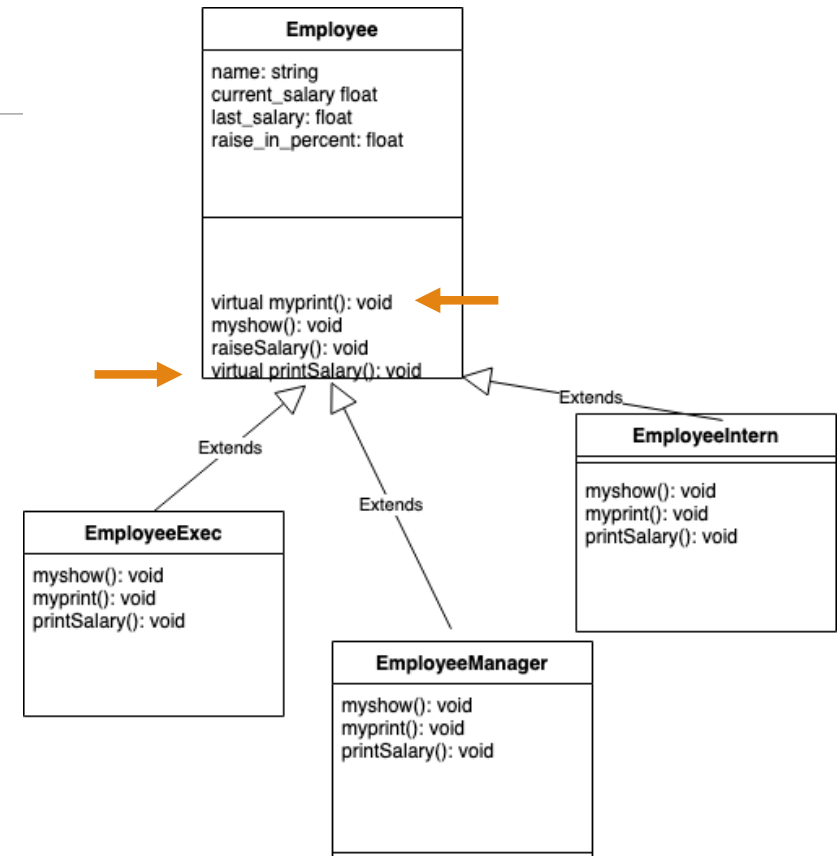 Employee
name: string
current_salary float
last_salary: float
raise_in_percent: float
virtual myprint(): void
myshow(): void
raiseSalary(): void
virtual printSalary(): void
Extends
Extends
Extends
EmployeeIntern
myshow(): void
myprint(): void
printSalary(): void
EmployeeExec
myshow(): void
myprint(): void
printSalary(): void
EmployeeManager
myshow(): void
myprint(): void
printSalary(): void